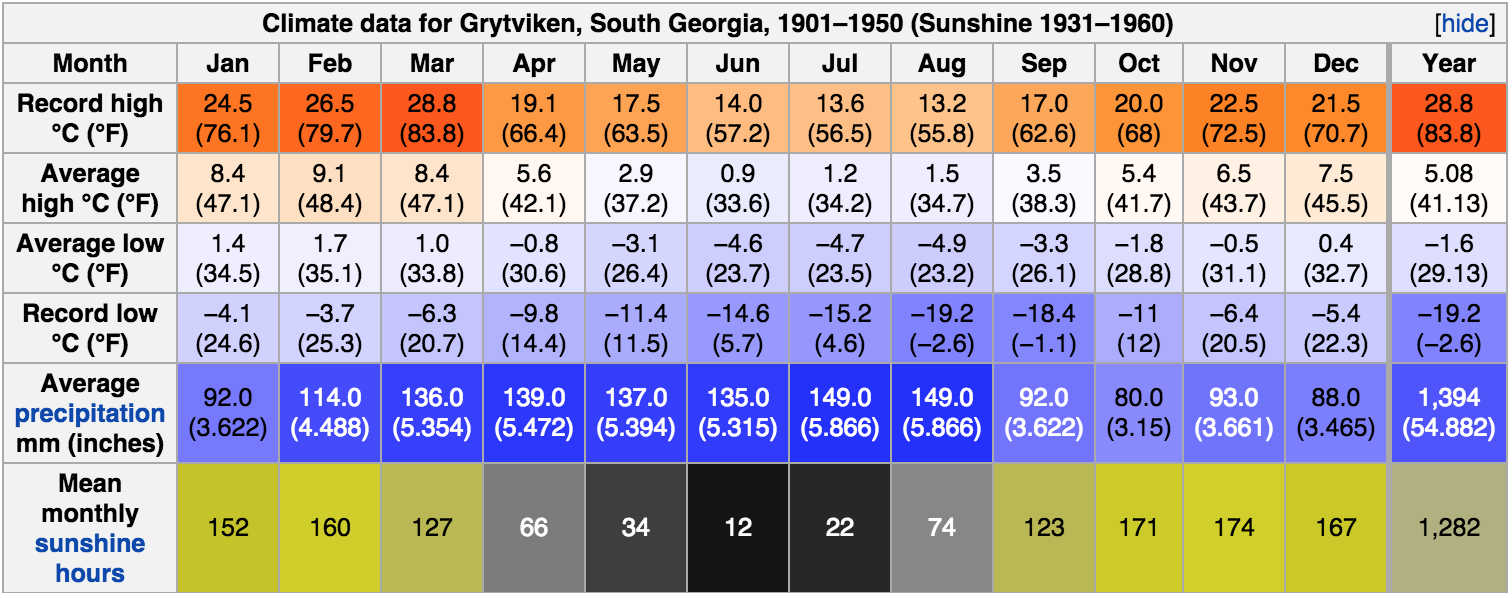 Climate data for Grytviken, South Georgia, 1901–1950 (Sunshine 1931–1960) [hide]
Month Jan Feb Mar Apr May Jun Jul Aug Sep Oct Nov Dec Year
Record high 24.5 26.5 28.8 19.1 17.5 14.0 13.6 13.2 17.0 20.0 22.5 21.5 28.8
°C (°F) (76.1) (79.7) (83.8) (66.4) (63.5) (57.2) (56.5) (55.8) (62.6) (68) (72.5) (70.7) (83.8)
Average 8.4 9.1 8.4 5.6 2.9 0.9 1.2 1.5 3.5 5.4 6.5 7.5 5.08
high °C (°F) (47.1) (48.4) (47.1) (42.1) (37.2) (33.6) (34.2) (34.7) (38.3) (41.7) (43.7) (45.5) (41.13)
Average low 1.4 1.7 1.0 −0.8 −3.1 −4.6 −4.7 −4.9 −3.3 −1.8 −0.5 0.4 −1.6
°C (°F) (34.5) (35.1) (33.8) (30.6) (26.4) (23.7) (23.5) (23.2) (26.1) (28.8) (31.1) (32.7) (29.13)
Record low −4.1 −3.7 −6.3 −9.8 −11.4 −14.6 −15.2 −19.2 −18.4 −11 −6.4 −5.4 −19.2
°C (°F) (24.6) (25.3) (20.7) (14.4) (11.5) (5.7) (4.6) (−2.6) (−1.1) (12) (20.5) (22.3) (−2.6)
Average
precipitation
mm (inches)
92.0 114.0 136.0 139.0 137.0 135.0 149.0 149.0 92.0 80.0 93.0 88.0 1,394
(3.622) (4.488) (5.354) (5.472) (5.394) (5.315) (5.866) (5.866) (3.622) (3.15) (3.661) (3.465) (54.882)
Mean
monthly
sunshine
hours
152 160 127 66 34 12 22 74 123 171 174 167 1,282